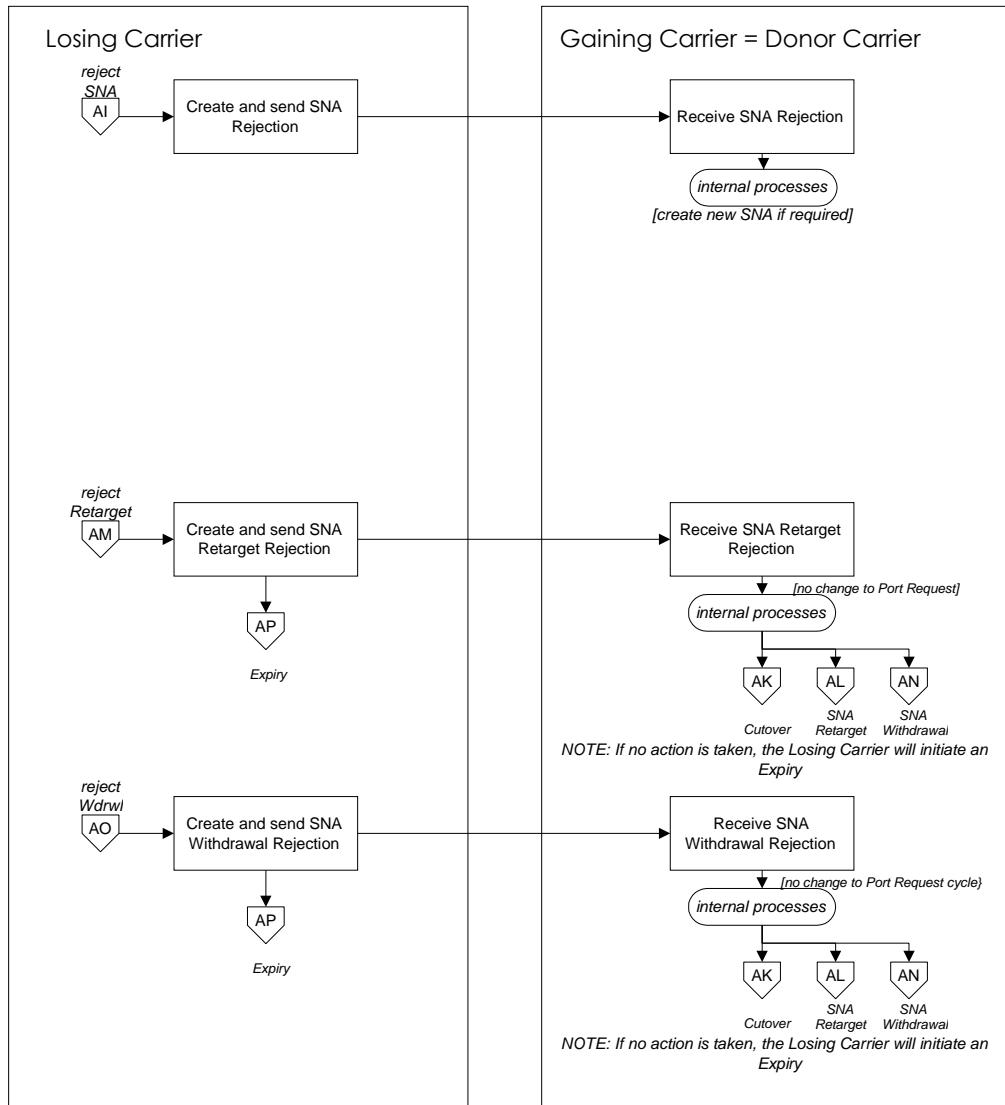 Losing Carrier
Gaining Carrier = Donor Carrier
reject
SNA
AI
Create and send SNA
Rejection
Receive SNA Rejection
internal processes
[create new SNA if required]
reject
Retarget
AM
Create and send SNA
Retarget Rejection
Receive SNA Retarget
Rejection
AP
Expiry
[no change to Port Request]
internal processes
AK
AL
AN
Cutover
SNA
Retarget
SNA
Withdrawal
NOTE: If no action is taken, the Losing Carrier will initiate an
Expiry
reject
Wdrwl
AO
Create and send SNA
Withdrawal Rejection
Receive SNA
Withdrawal Rejection
AP
Expiry
[no change to Port Request cycle}
internal processes
AK
AL
AN
Cutover
SNA
Retarget
SNA
Withdrawal
NOTE: If no action is taken, the Losing Carrier will initiate an
Expiry